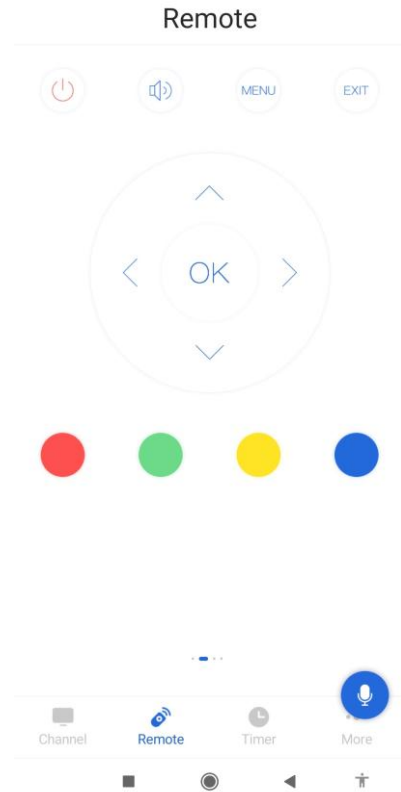 Remote
MENU
EXIT
OK
Channel
Remote
Timer
More